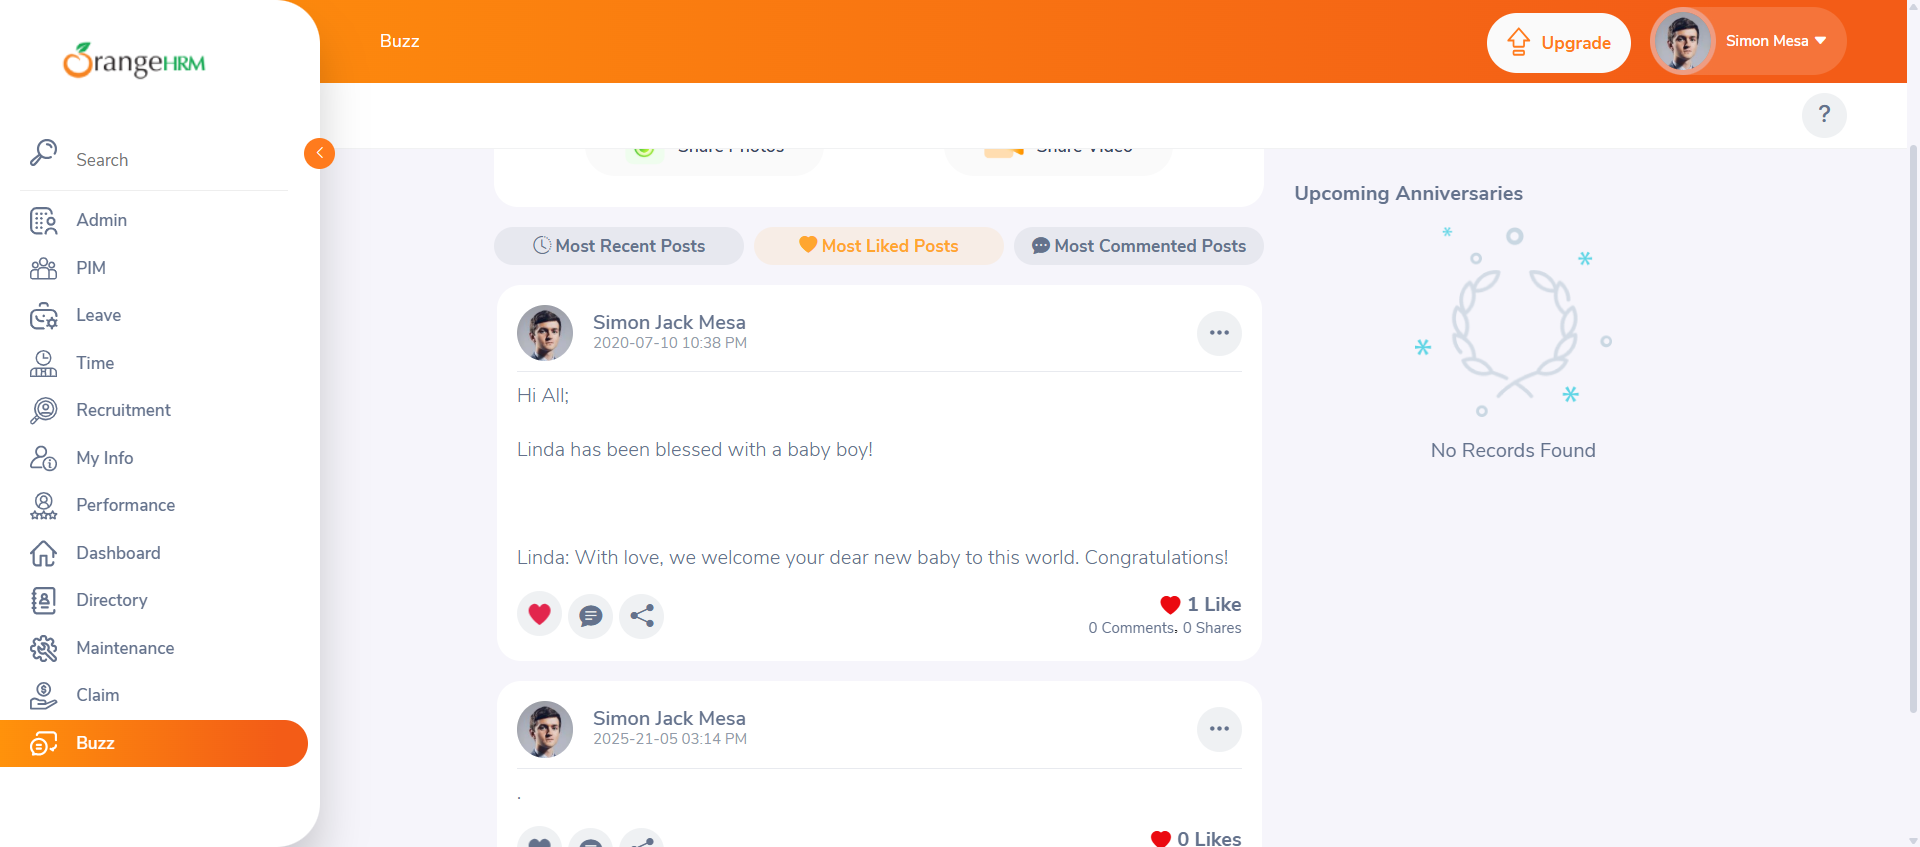 OrangeHRM
Buzz
Upgrade
Simon Mesa
?
Search
Admin
PIM
Leave
Time
Recruitment
My Info
Performance
Dashboard
Directory
Maintenance
Claim
Buzz
Share Photos
Share Video
Most Recent Posts
Most Liked Posts
Most Commented Posts
Simon Jack Mesa
2020-07-10 10:38 PM
Hi All;
Linda has been blessed with a baby boy!
Linda: With love, we welcome your dear new baby to this world. Congratulations!
1 Like
0 Comments, 0 Shares
Simon Jack Mesa
2025-21-05 03:14 PM
.
0 Likes
Upcoming Anniversaries
No Records Found